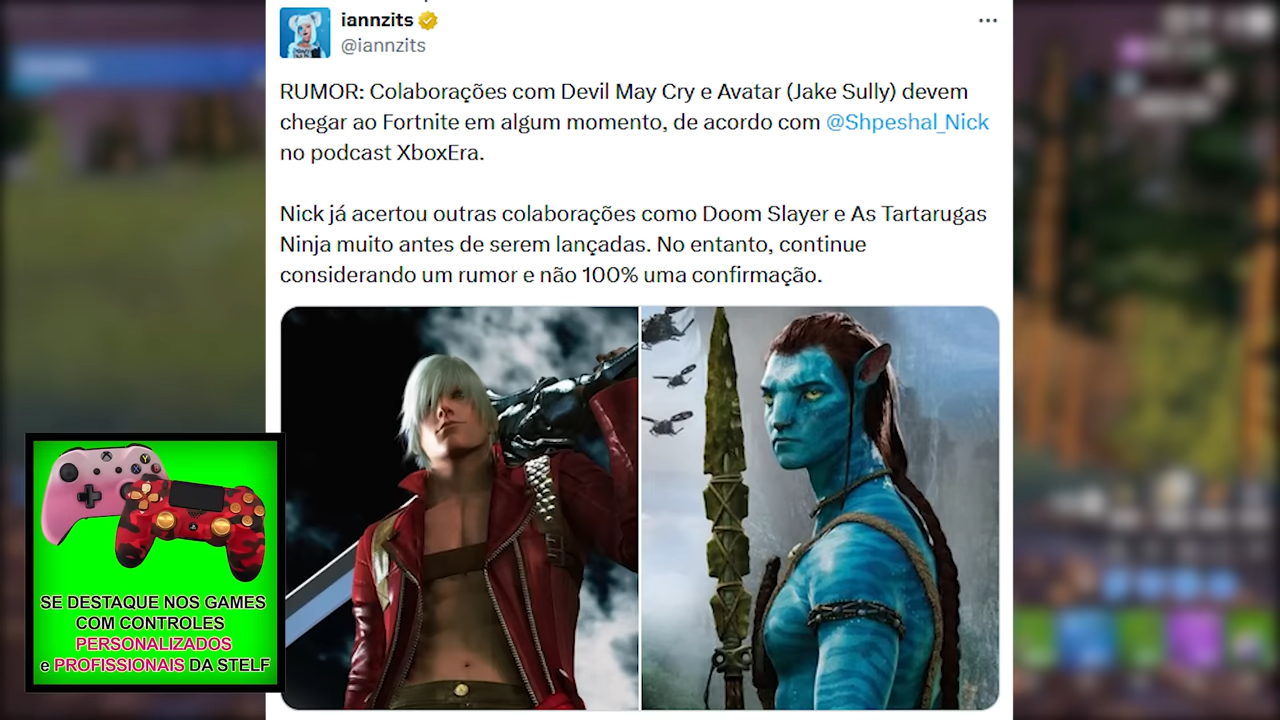 iannzits
@iannzits
RUMOR: Colaborações com Devil May Cry e Avatar (Jake Sully) devem
chegar ao Fortnite em algum momento, de acordo com @Shpeshal_Nick
no podcast XboxEra.
Nick já acertou outras colaborações como Doom Slayer e As Tartarugas
Ninja muito antes de serem lançadas. No entanto, continue
considerando um rumor e não 100% uma confirmação.
SE DESTAQUE NOS GAMES
COM CONTROLES
PERSONALIZADOS
e PROFISSIONAIS DA STELF